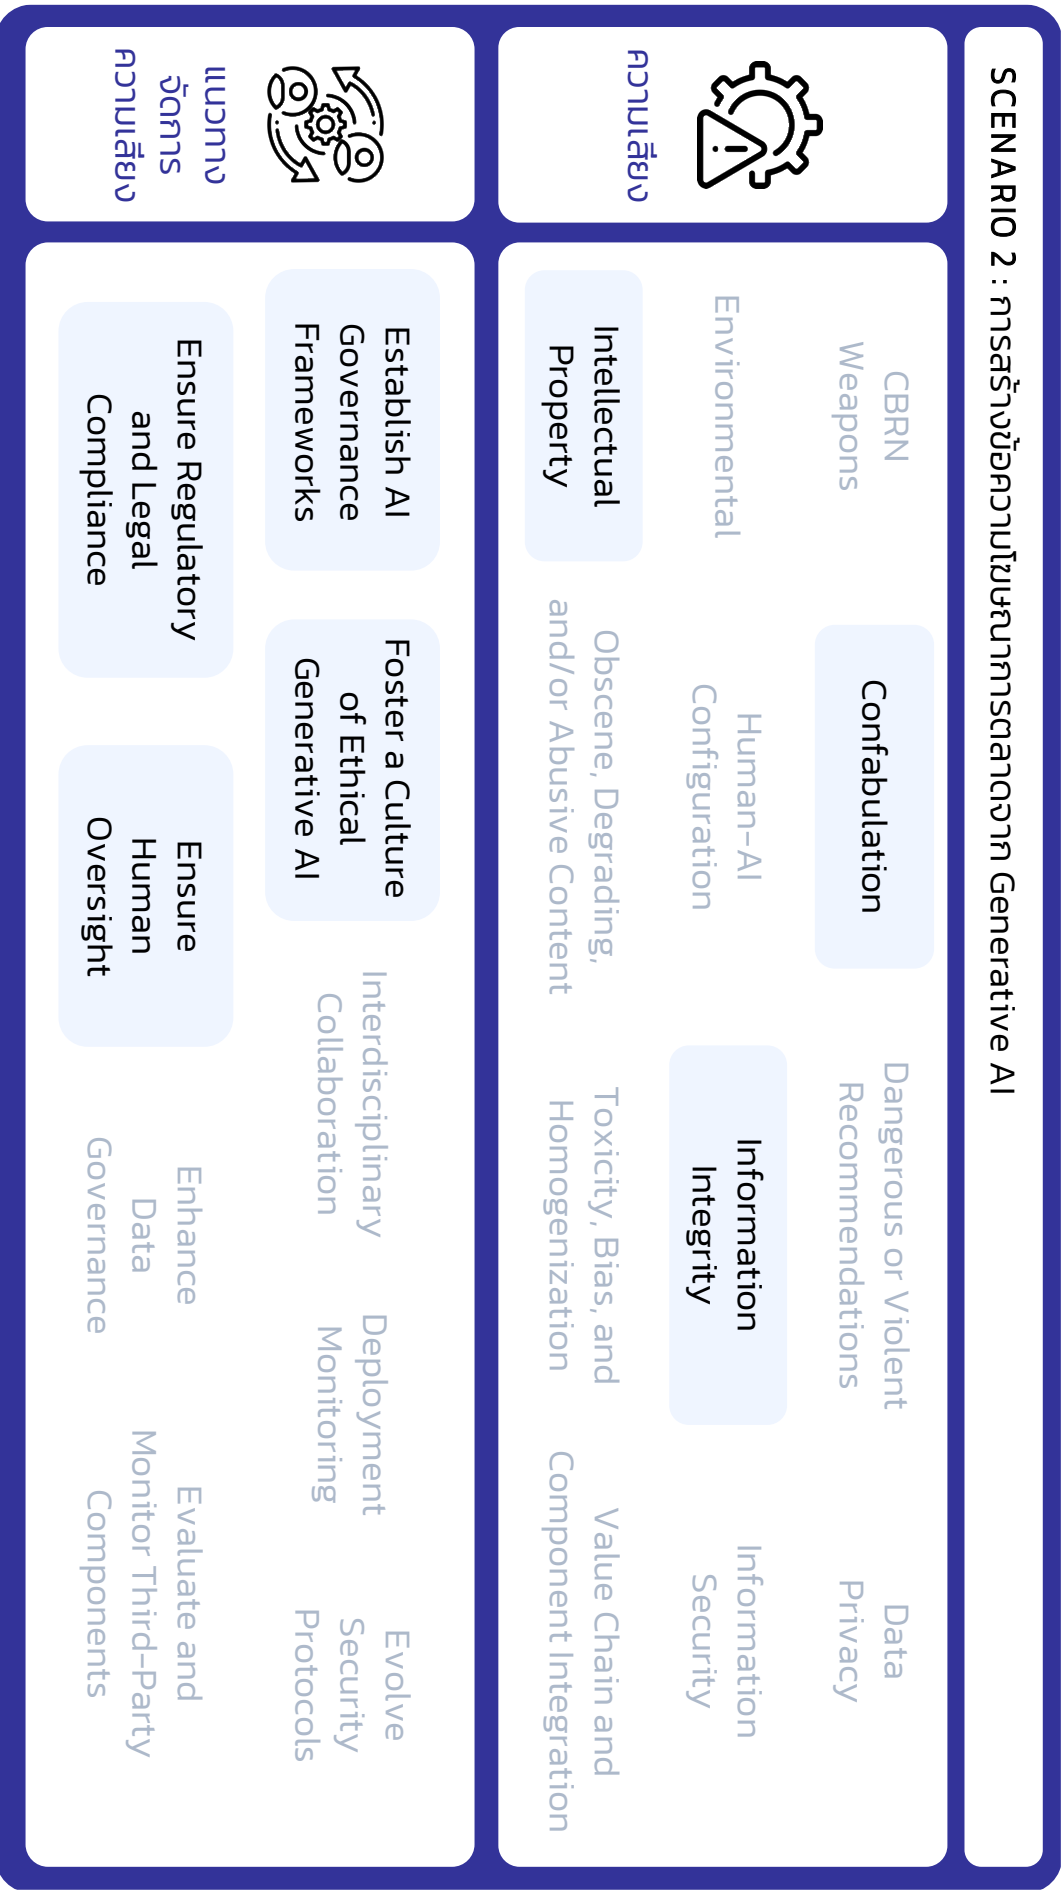 SCENARIO 2 : การสร้างข้อความโฆษณาการตลาดจาก Generative AI
ความเสี่ยง
CBRN
Weapons
Confabulation
Dangerous or Violent
Recommendations
Data
Privacy
Environmental
Human-AI
Configuration
Information
Integrity
Information
Security
Intellectual
Property
Obscene, Degrading,
and/or Abusive Content
Toxicity, Bias, and
Homogenization
Value Chain and
Component Integration
แนวทาง
จัดการ
ความเสี่ยง
Establish AI
Governance
Frameworks
Foster a Culture
of Ethical
Generative AI
Interdisciplinary
Collaboration
Deployment
Monitoring
Evolve
Security
Protocols
Ensure Regulatory
and Legal
Compliance
Ensure
Human
Oversight
Enhance
Data
Governance
Evaluate and
Monitor Third-Party
Components